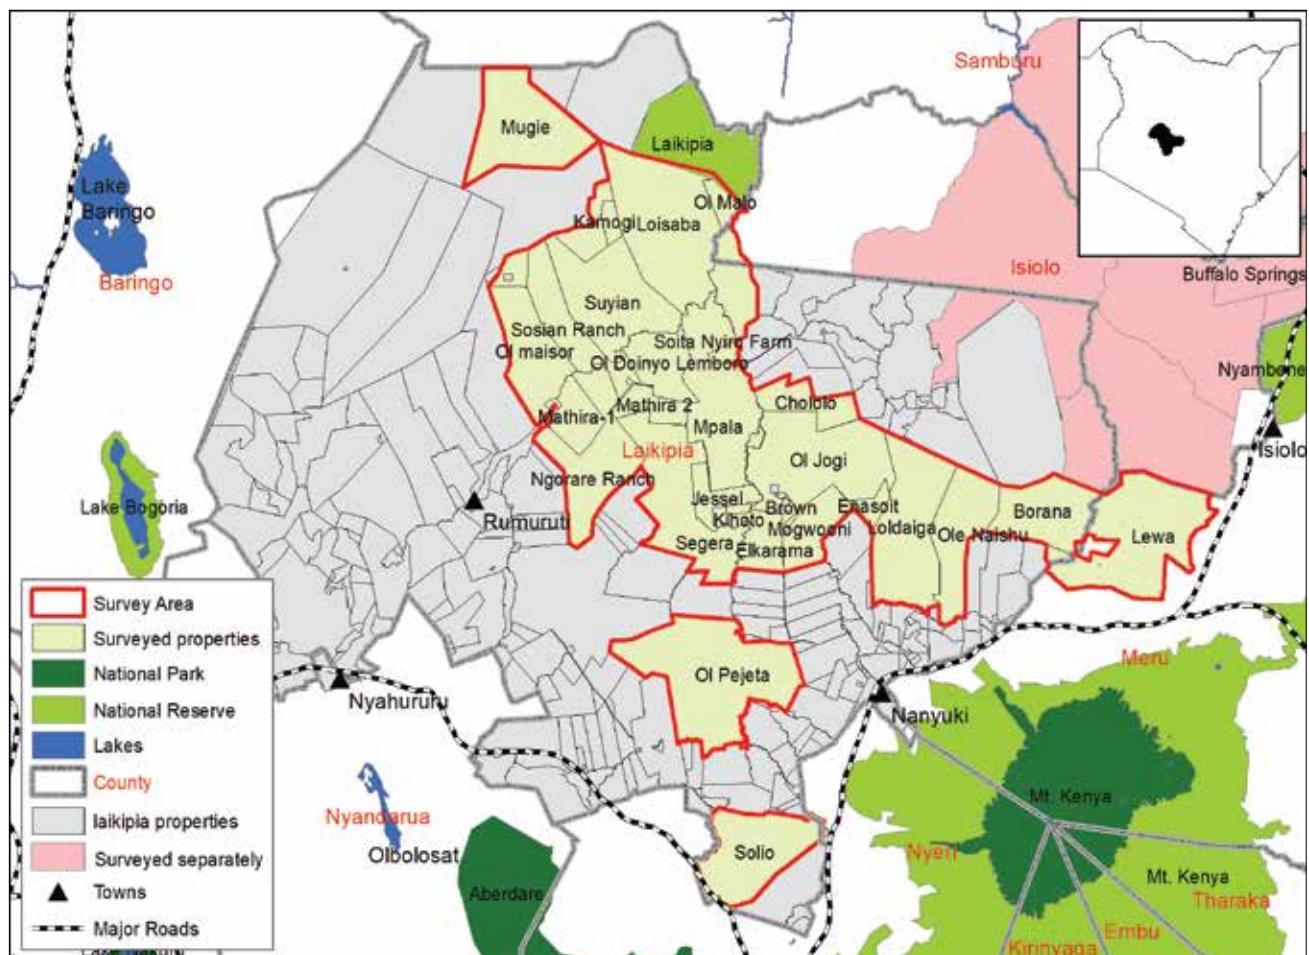 Samburu
Mugie
Laikipia
Lake
Baringo
Ol Malo
Kamogi
Loisaba
Baringo
Isiolo
Buffalo Springs
Suyian
Sosian Ranch
Ol maisor
Soita Nyiro Farm
Ol Doinyo Lemboro
Nyambene
Chololo
Mathira 2
Mathira-1
Mpala
Laikipia
Isiolo
Ol Jogi
Ngorare Ranch
Jessel
Lake Bogoria
Rumuruti
Kihoto
Brown
Enasoit
Borana
Mogwooni
Loldaiga
Ole Naishu
Lewa
Segera
Elkarama
Survey Area
Surveyed properties
National Park
National Reserve
Lakes
County
laikipia properties
Surveyed separately
Towns
Major Roads
Meru
Ol Pejeta
Nyahururu
Nanyuki
Mt. Kenya
Nyandarua
Olbolosat
Solio
Nyeri
Aberdare
Mt. Kenya
Tharaka
Embu
Kirinyaga